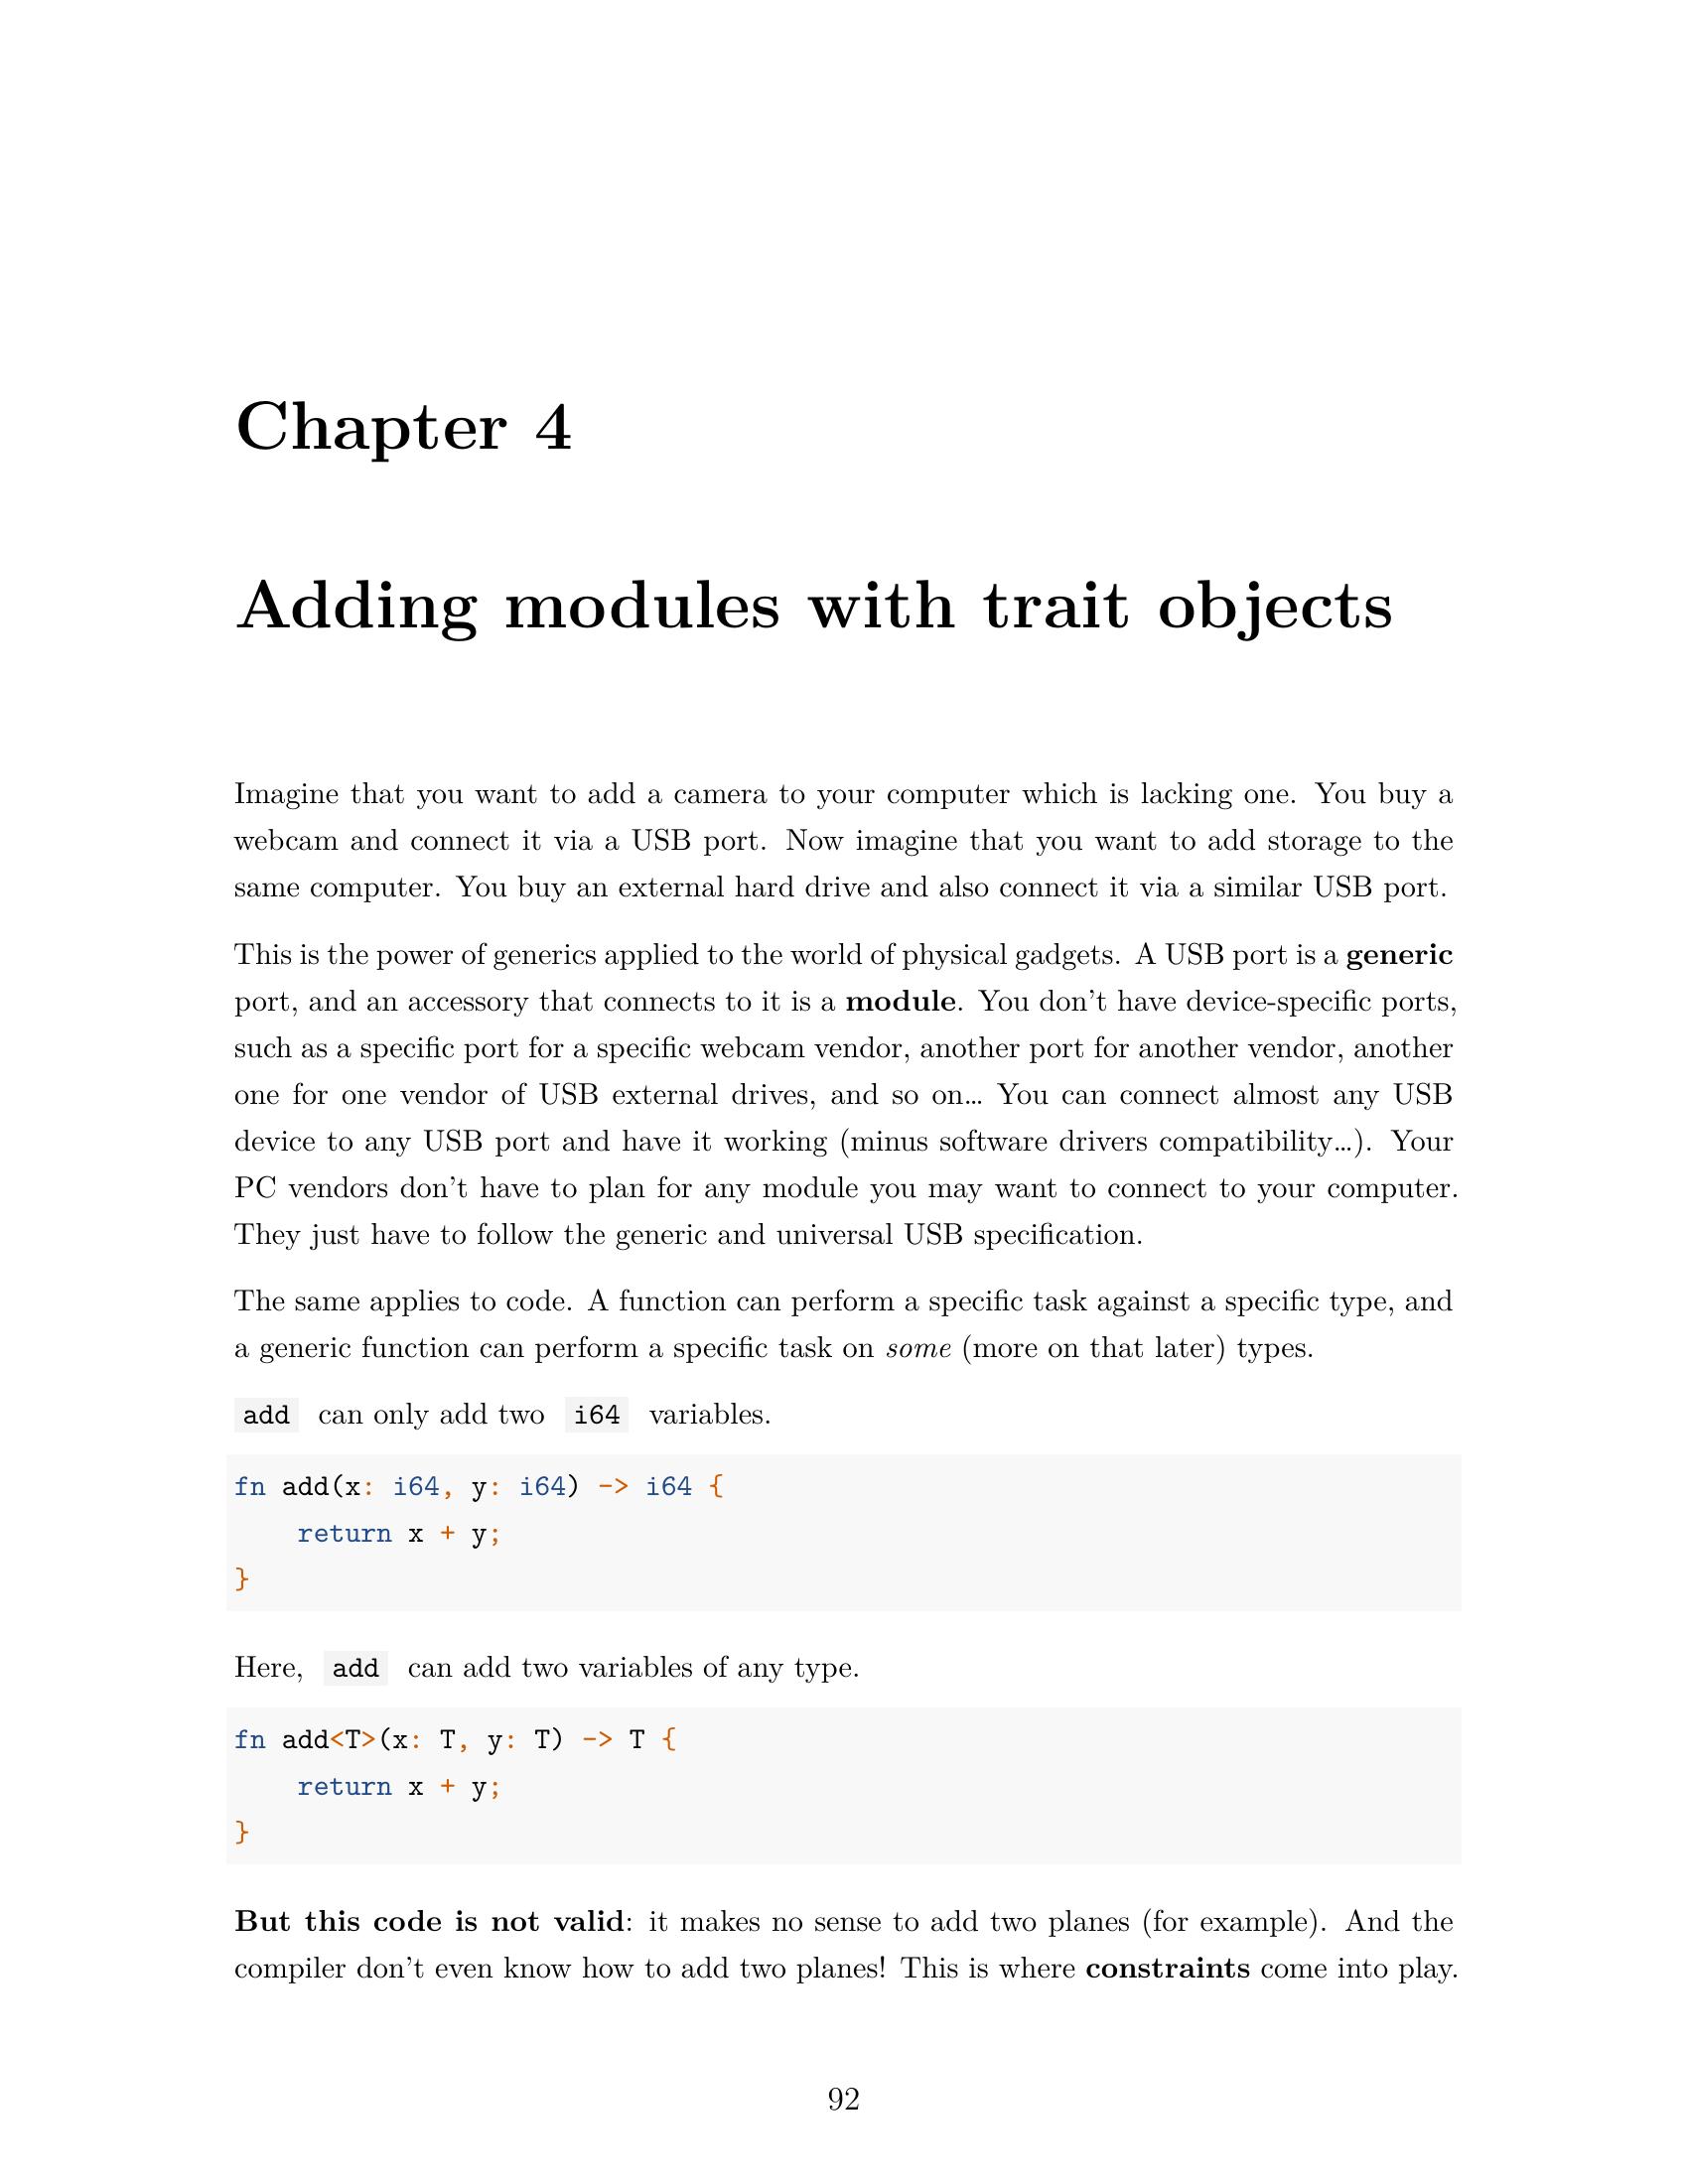 Chapter 4
Adding modules with trait objects
Imagine that you want to add a camera to your computer which is lacking one. You buy a
webcam and connect it via a USB port. Now imagine that you want to add storage to the
same computer. You buy an external hard drive and also connect it via a similar USB port.
This is the power of generics applied to the world of physical gadgets. A USB port is a generic
port, and an accessory that connects to it is a module. You don't have device-specific ports,
such as a specific port for a specific webcam vendor, another port for another vendor, another
one for one vendor of USB external drives, and so on… You can connect almost any USB
device to any USB port and have it working (minus software drivers compatibility…). Your
PC vendors don't have to plan for any module you may want to connect to your computer.
They just have to follow the generic and universal USB specification.
The same applies to code. A function can perform a specific task against a specific type, and
a generic function can perform a specific task on some (more on that later) types.
add can only add two i64 variables.
fn add(x: i64, y: i64) -> i64 {
    return x + y;
}
Here, add can add two variables of any type.
fn add<T>(x: T, y: T) -> T {
    return x + y;
}
But this code is not valid: it makes no sense to add two planes (for example). And the
compiler don't even know how to add two planes! This is where constraints come into play.
92